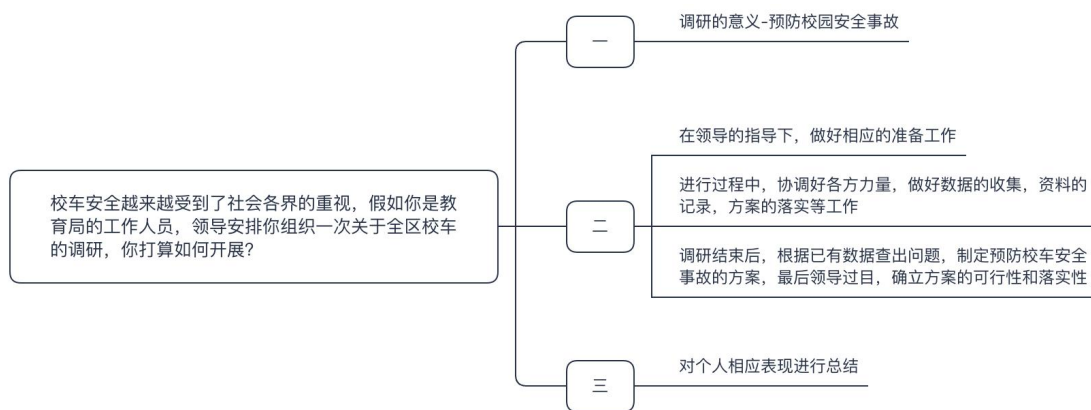 校车安全越来越受到了社会各界的重视，假如你是教
育局的工作人员，领导安排你组织一次关于全区校车
的调研，你打算如何开展？
一
调研的意义-预防校园安全事故
二
在领导的指导下，做好相应的准备工作
进行过程中，协调好各方力量，做好数据的收集，资料的
记录，方案的落实等工作
调研结束后，根据已有数据查出问题，制定预防校车安全
事故的方案，最后领导过目，确立方案的可行性和落实性
三
对个人相应表现进行总结